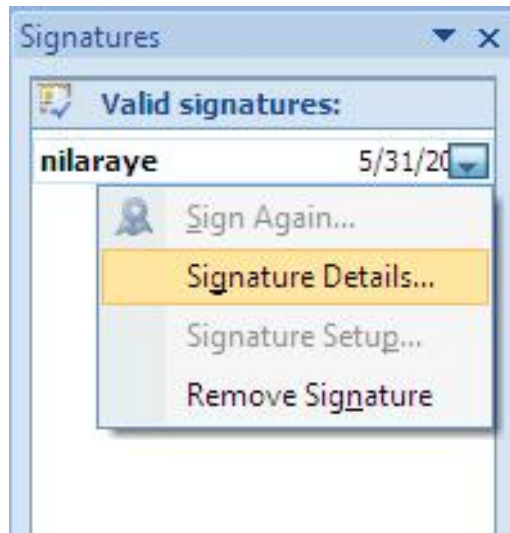 Signatures
Valid signatures:
nilaraye 5/31/20
Sign Again...
Signature Details...
Signature Setup...
Remove Signature